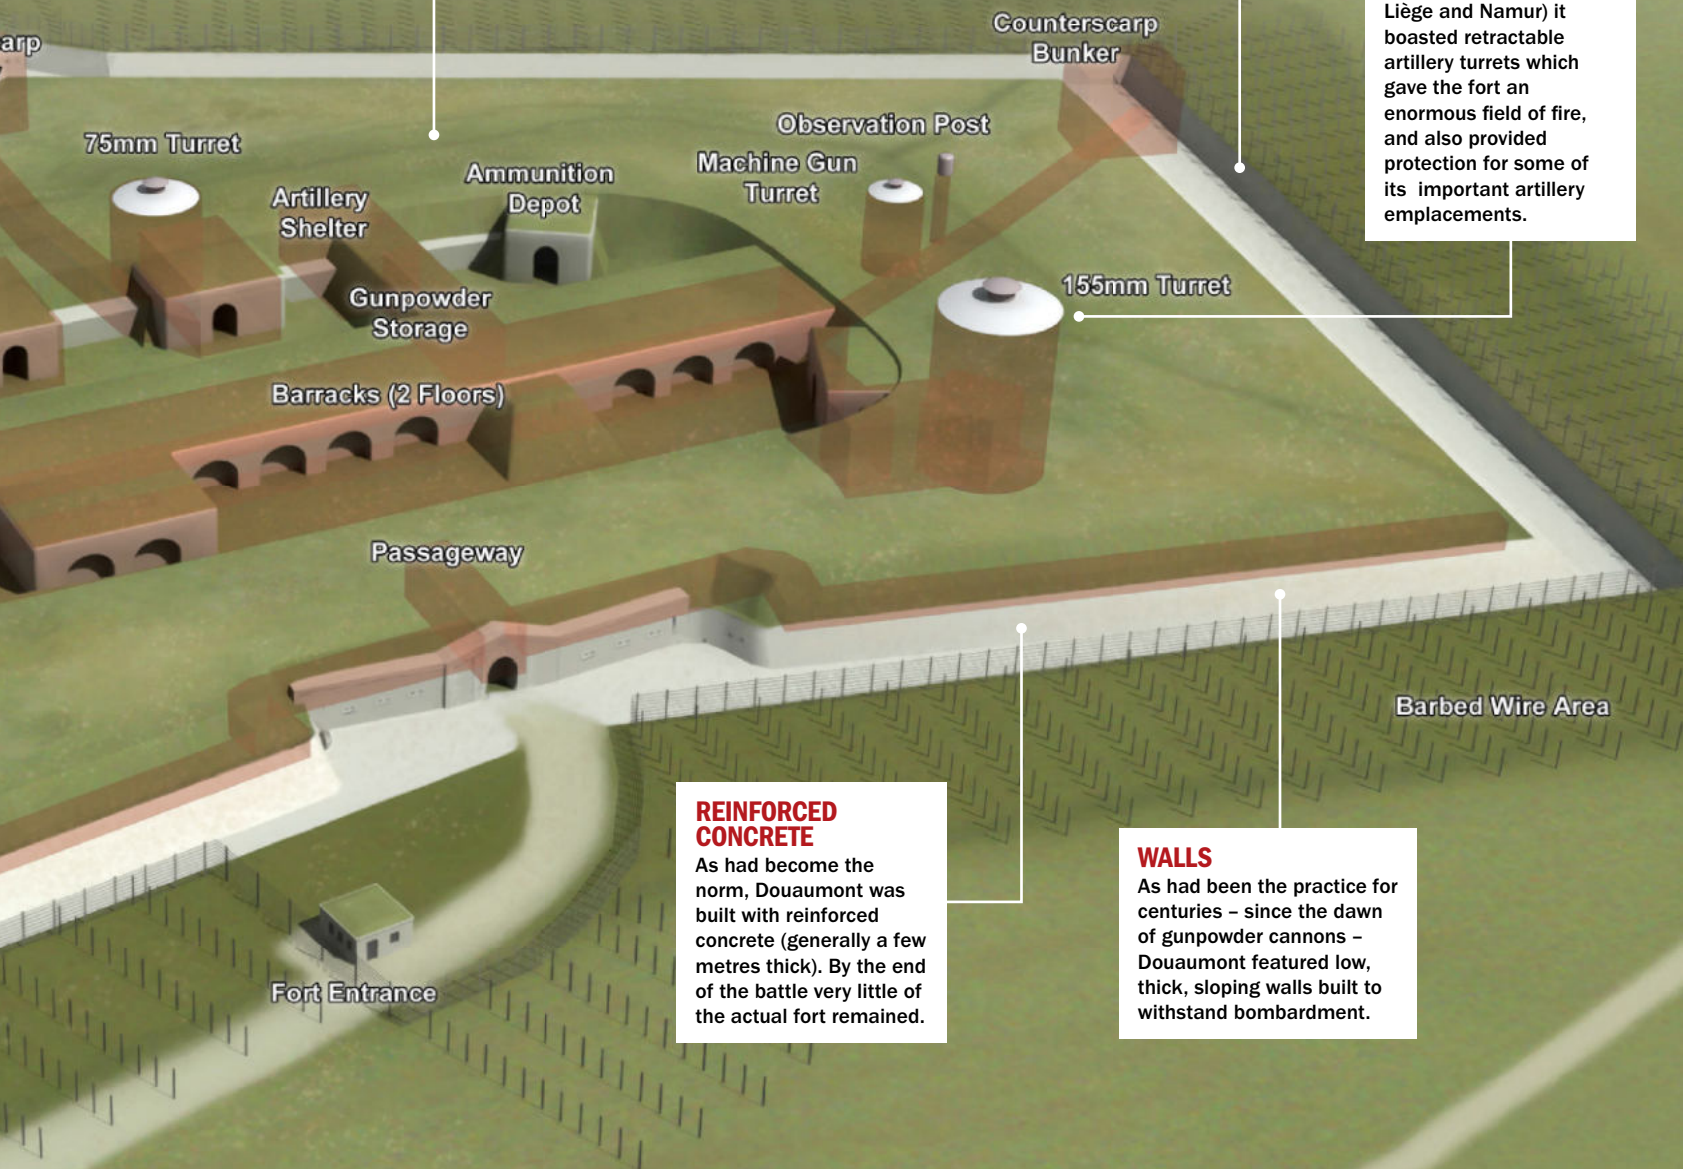 Liège and Namur) it
boasted retractable
artillery turrets which
gave the fort an
enormous field of fire,
and also provided
protection for some of
its important artillery
emplacements.
Counterscarp
Bunker
arp
Observation Post
75mm Turret
Machine Gun
Turret
Ammunition
Depot
Artillery
Shelter
155mm Turret
Gunpowder
Storage
Barracks (2 Floors)
Passageway
Barbed Wire Area
REINFORCED
CONCRETE
As had become the
norm, Douaumont was
built with reinforced
concrete (generally a few
metres thick). By the end
of the battle very little of
the actual fort remained.
WALLS
As had been the practice for
centuries – since the dawn
of gunpowder cannons –
Douaumont featured low,
thick, sloping walls built to
withstand bombardment.
Fort Entrance